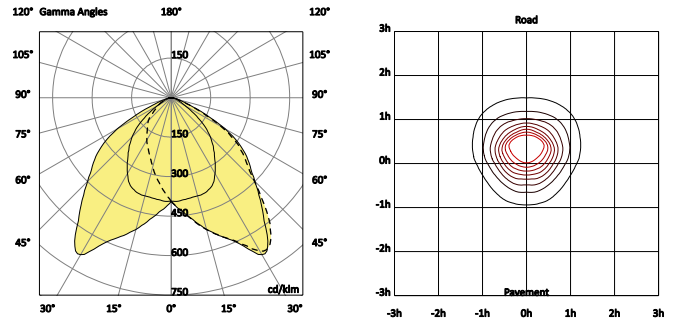 120° Gamma Angles 180° 120°
105° 150 105°
90° 90°
75° 150 75°
60° 300 60°
450
45° 600 45°
cd/klm
750
30° 15° 0° 15° 30°
Road
3h
2h
1h
0h
-1h
-2h
-3h
Pavement
-3h -2h -1h 0h 1h 2h 3h